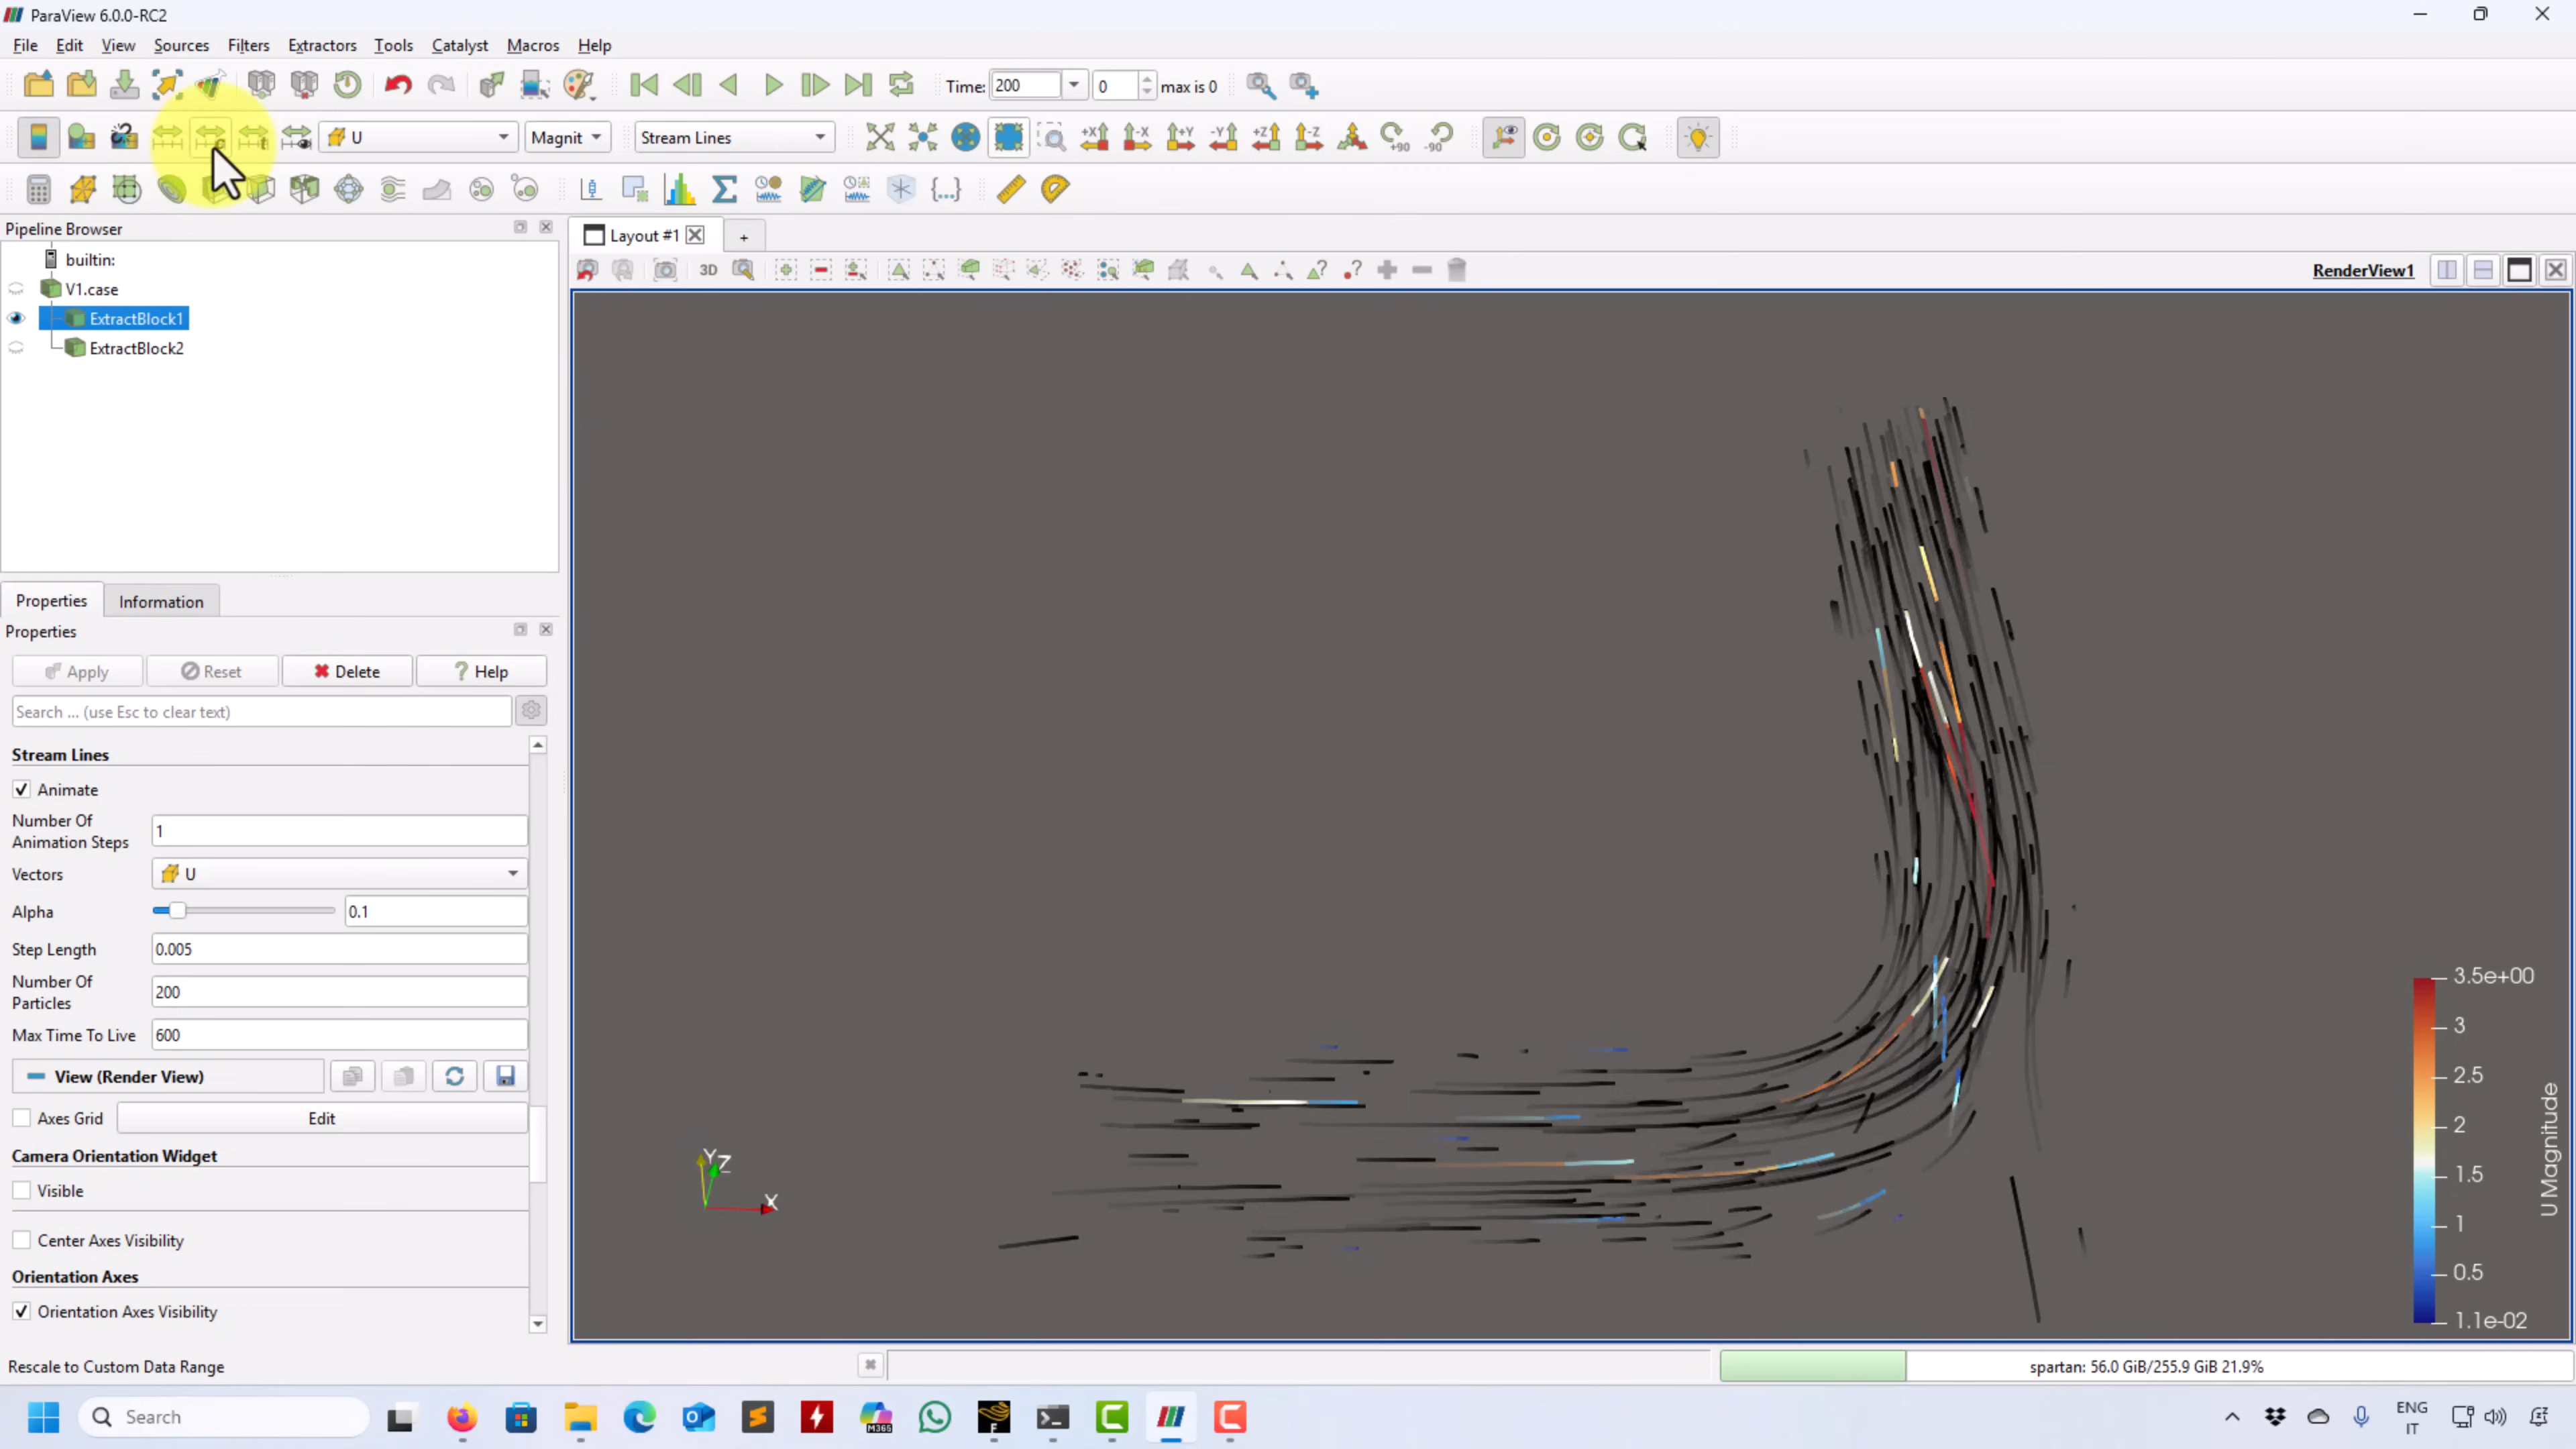 ParaView 6.0.0-RC2
File Edit View Sources Filters Extractors Tools Catalyst Macros Help
Time: 200 0 max is 0
U Magnit Stream Lines +X -X +Y -Y +Z -Z +90 -90
Pipeline Browser
Layout #1
builtin:
3D
RenderView1
V1.case
ExtractBlock1
ExtractBlock2
Properties Information
Properties
Apply Reset Delete Help
Search ... (use Esc to clear text)
Stream Lines
Animate
Number Of Animation Steps 1
Vectors U
Alpha 0.1
Step Length 0.005
Number Of Particles 200
Max Time To Live 600
View (Render View)
Axes Grid Edit
Camera Orientation Widget
Visible
Center Axes Visibility
Orientation Axes
Orientation Axes Visibility
Y Z X
3.5e+00
3
2.5
2
1.5
1
0.5
1.1e-02
U Magnitude
Rescale to Custom Data Range
spartan: 56.0 GiB/255.9 GiB 21.9%
Search
M365
F
ENG
IT